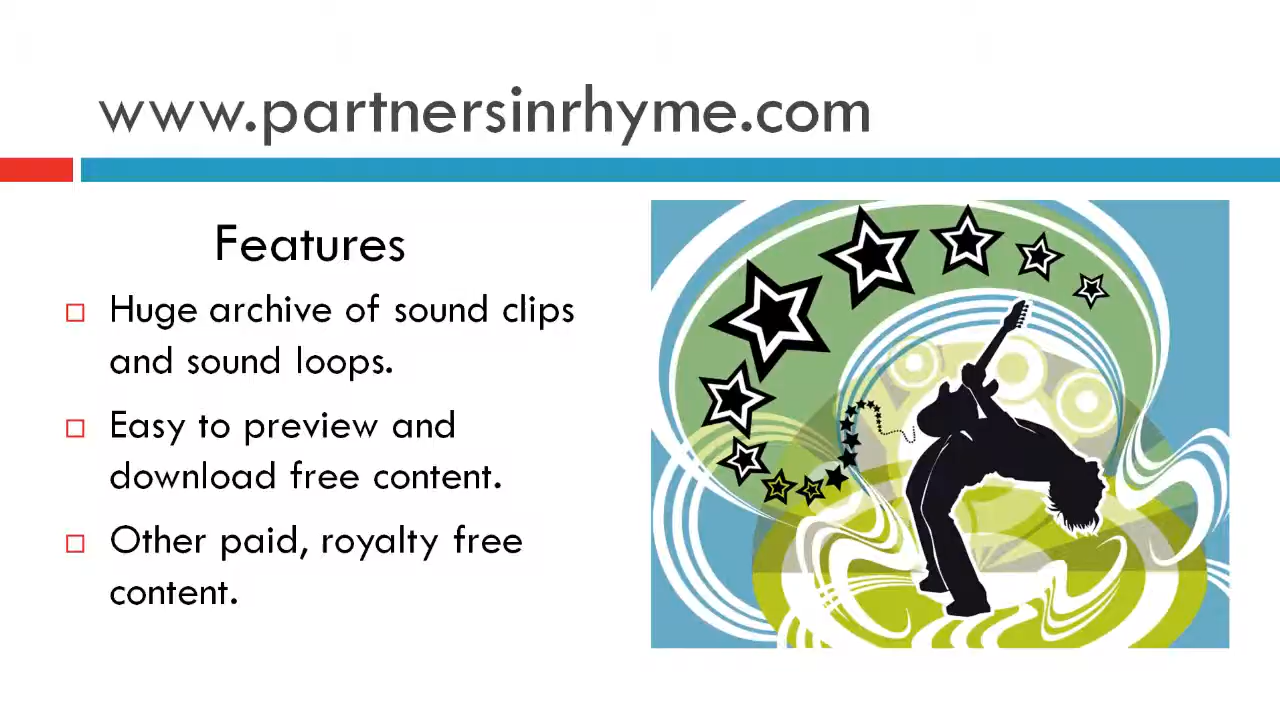 www.partnersinrhyme.com
Features
Huge archive of sound clips
and sound loops.
Easy to preview and
download free content.
Other paid, royalty free
content.